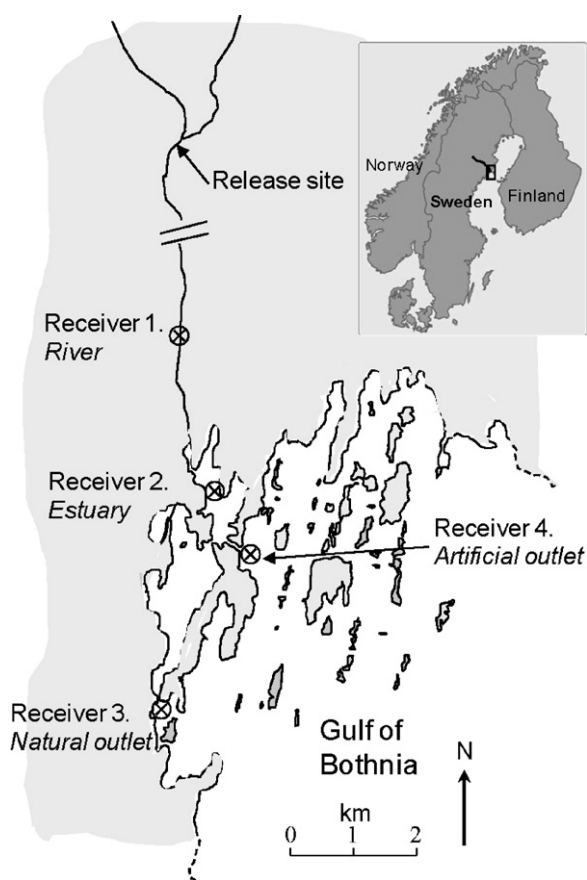 Norway
Sweden
Finland
Release site
Receiver 1.
River
Receiver 2.
Estuary
Receiver 4.
Artificial outlet
Receiver 3.
Natural outlet
Gulf of
Bothnia
N
km
0 1 2